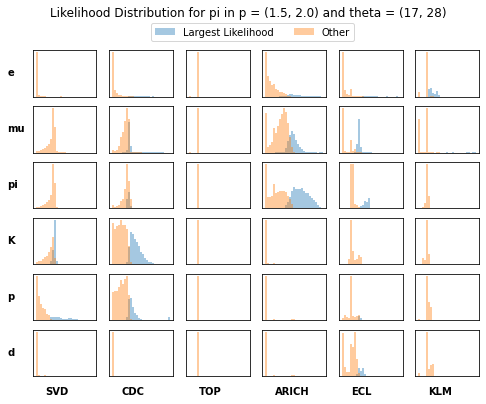 Likelihood Distribution for pi in p = (1.5, 2.0) and theta = (17, 28)
Largest Likelihood Other
e
mu
pi
K
p
d
SVD CDC TOP ARICH ECL KLM